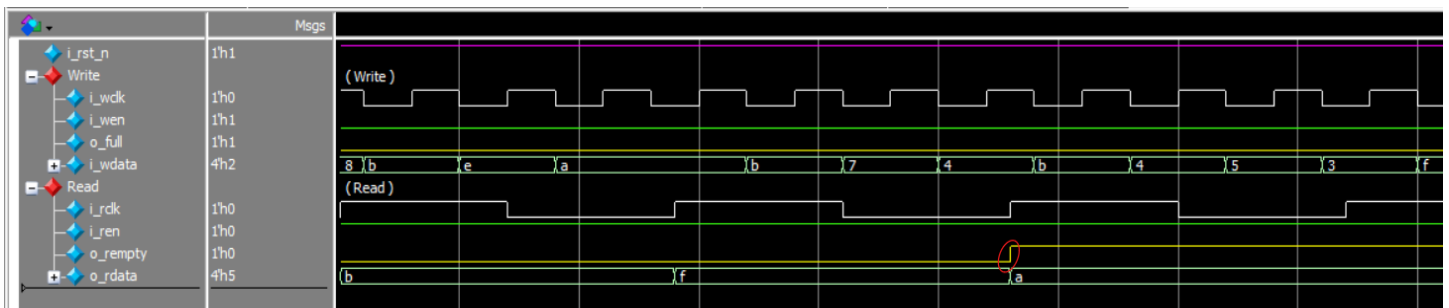 Msgs
i_rst_n 1'h1
Write (Write)
i_wclk 1'h0
i_wen 1'h1
o_full 1'h1
i_wdata 4'h2 8 b e a b 7 4 b 4 5 3 f
Read (Read)
i_rclk 1'h0
i_ren 1'h0
o_rempty 1'h0
o_rdata 4'h5 b f a